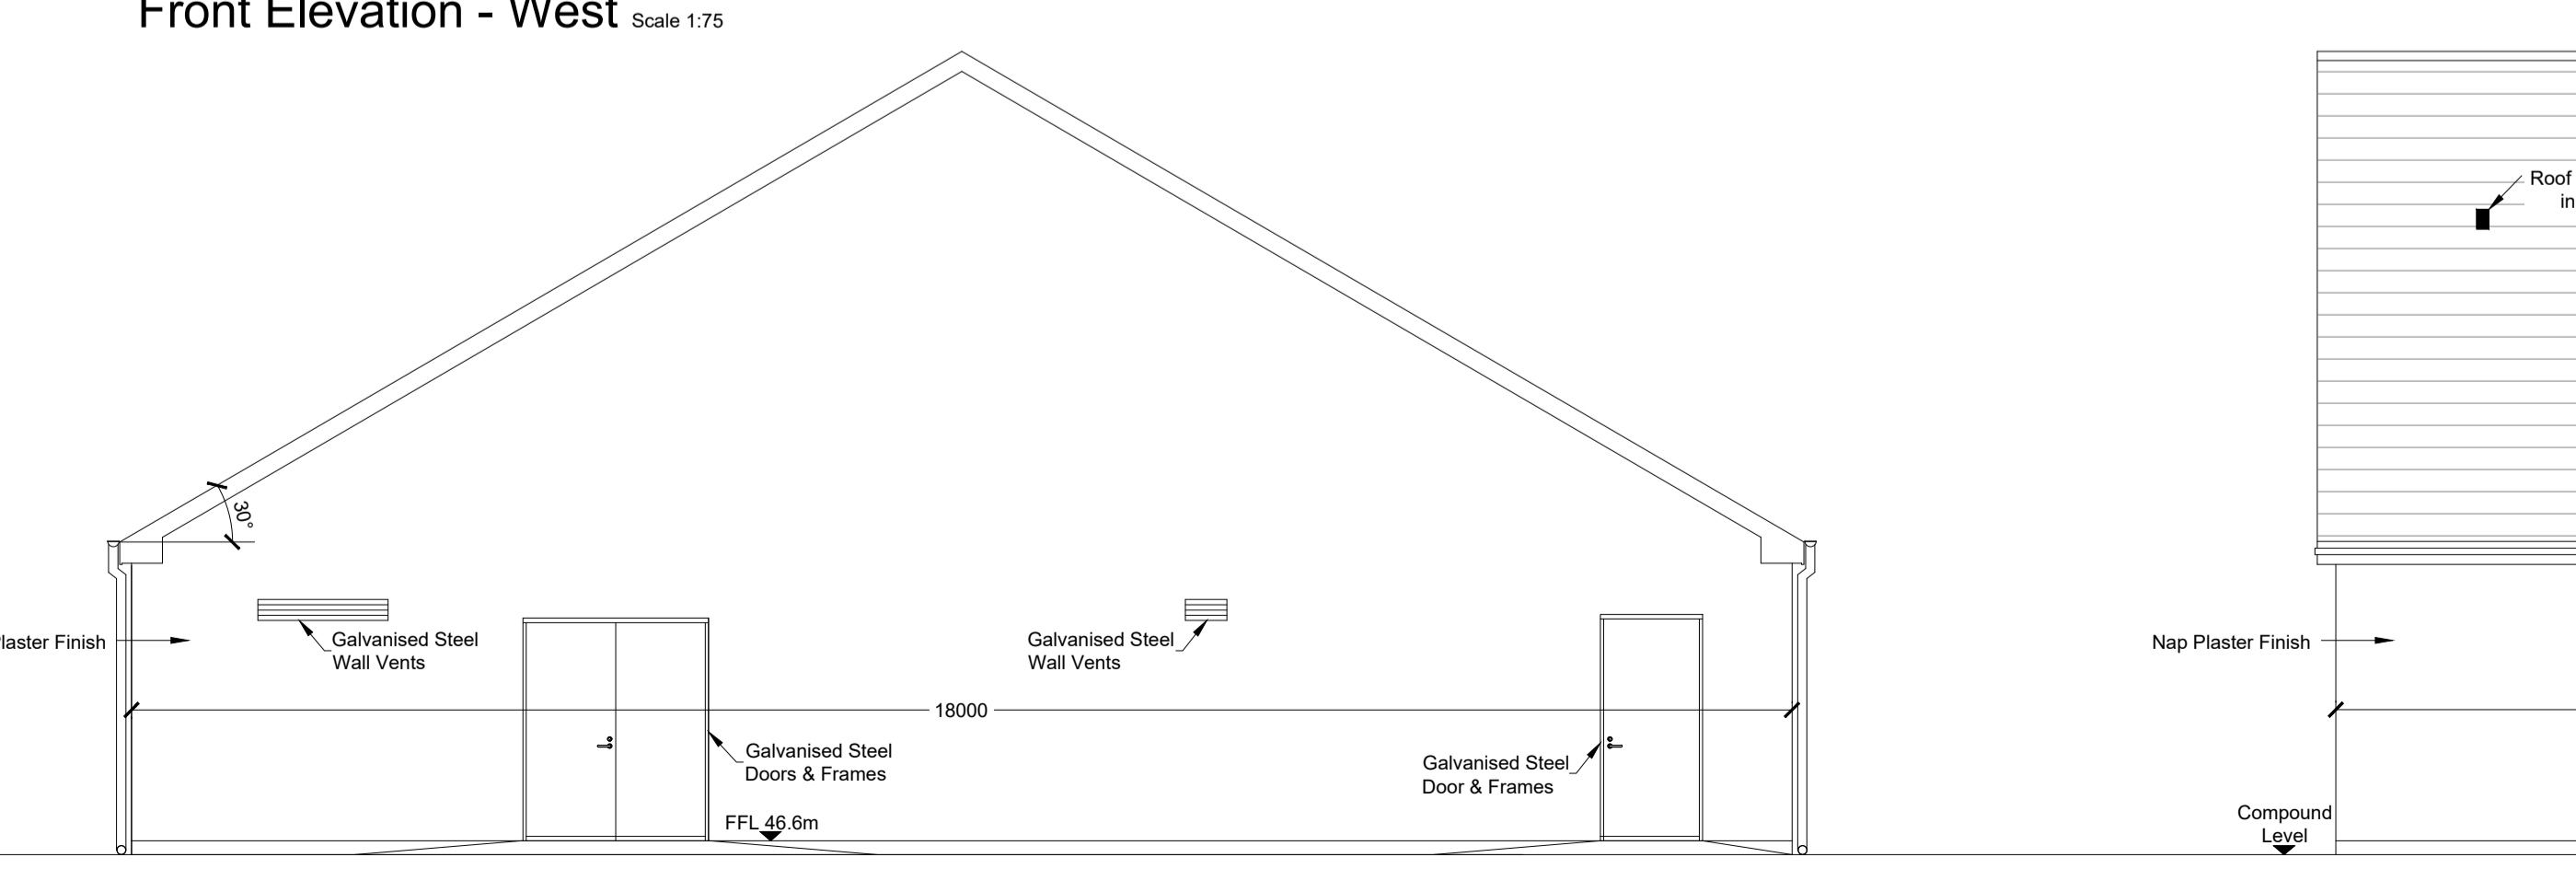 Front Elevation - West Scale 1:75
Roof
in
30°
Galvanised Steel
Wall Vents
Galvanised Steel
Wall Vents
laster Finish
Nap Plaster Finish
18000
Galvanised Steel
Doors & Frames
Galvanised Steel
Door & Frames
FFL 46.6m
Compound
Level